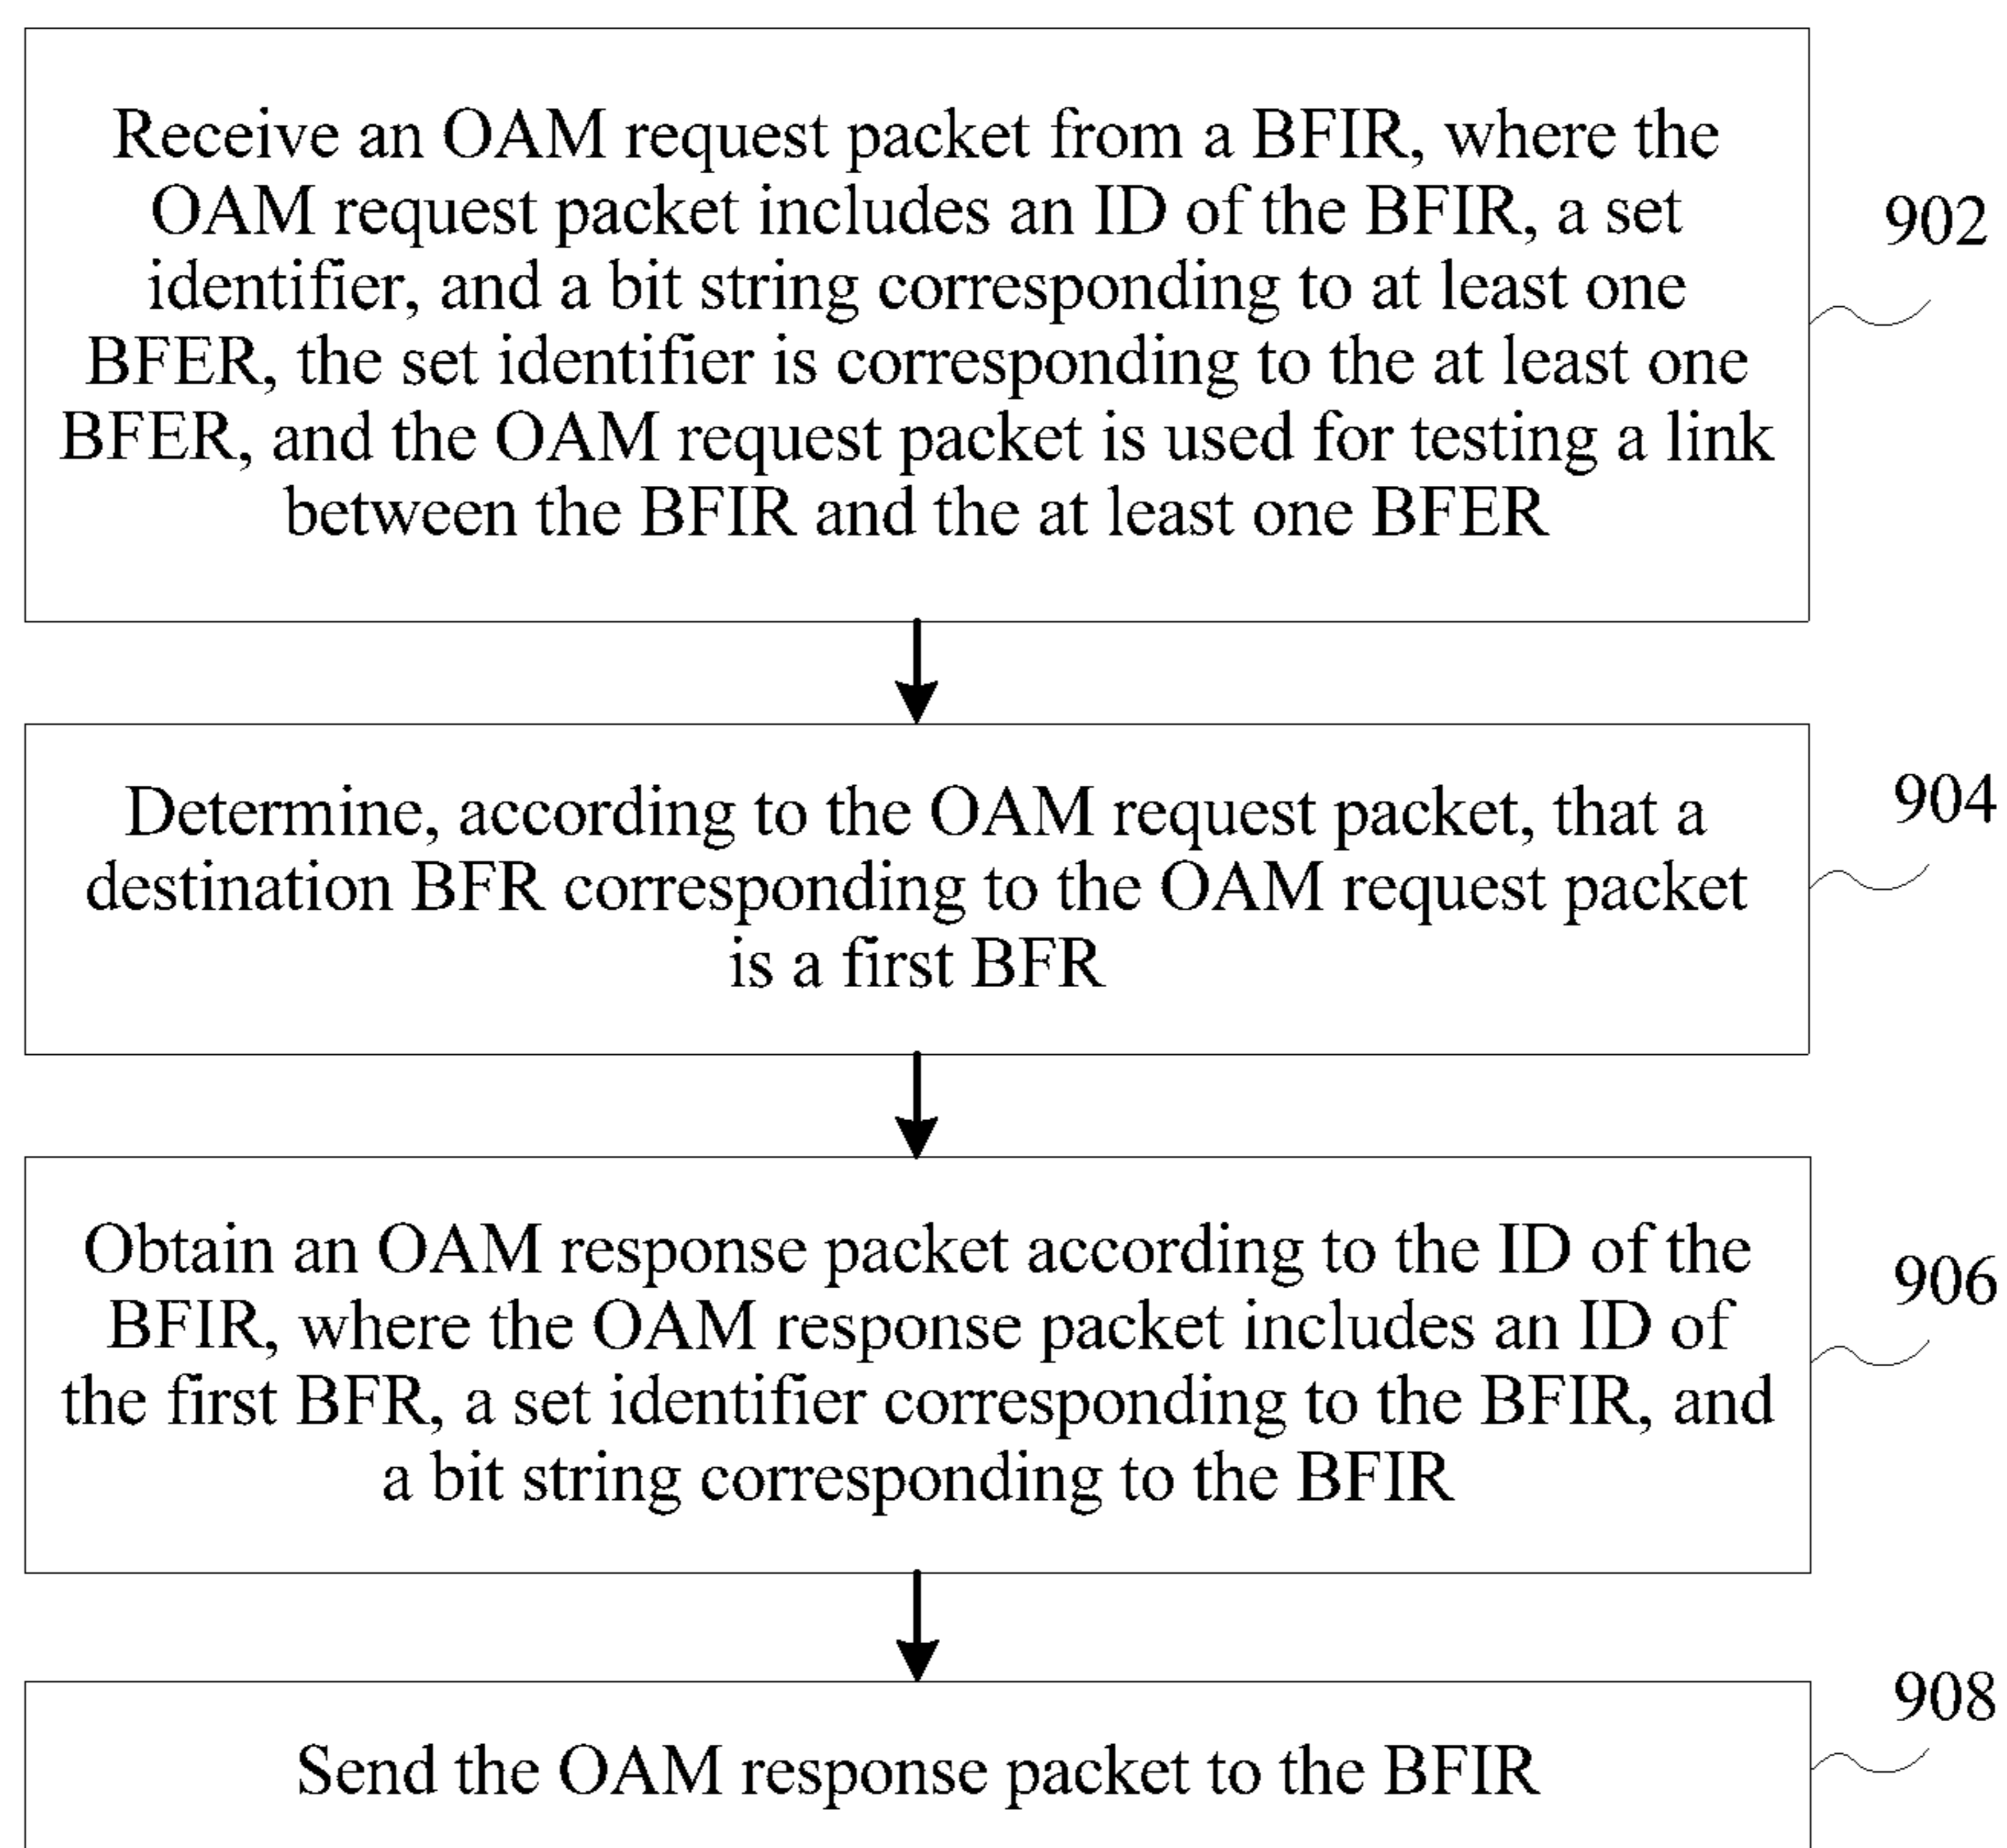 Receive an OAM request packet from a BFIR, where the
OAM request packet includes an ID of the BFIR, a set
identifier, and a bit string corresponding to at least one
BFER, the set identifier is corresponding to the at least one
BFER, and the OAM request packet is used for testing a link
between the BFIR and the at least one BFER
902
Determine, according to the OAM request packet, that a
destination BFR corresponding to the OAM request packet
is a first BFR
904
Obtain an OAM response packet according to the ID of the
BFIR, where the OAM response packet includes an ID of
the first BFR, a set identifier corresponding to the BFIR, and
a bit string corresponding to the BFIR
906
Send the OAM response packet to the BFIR
908